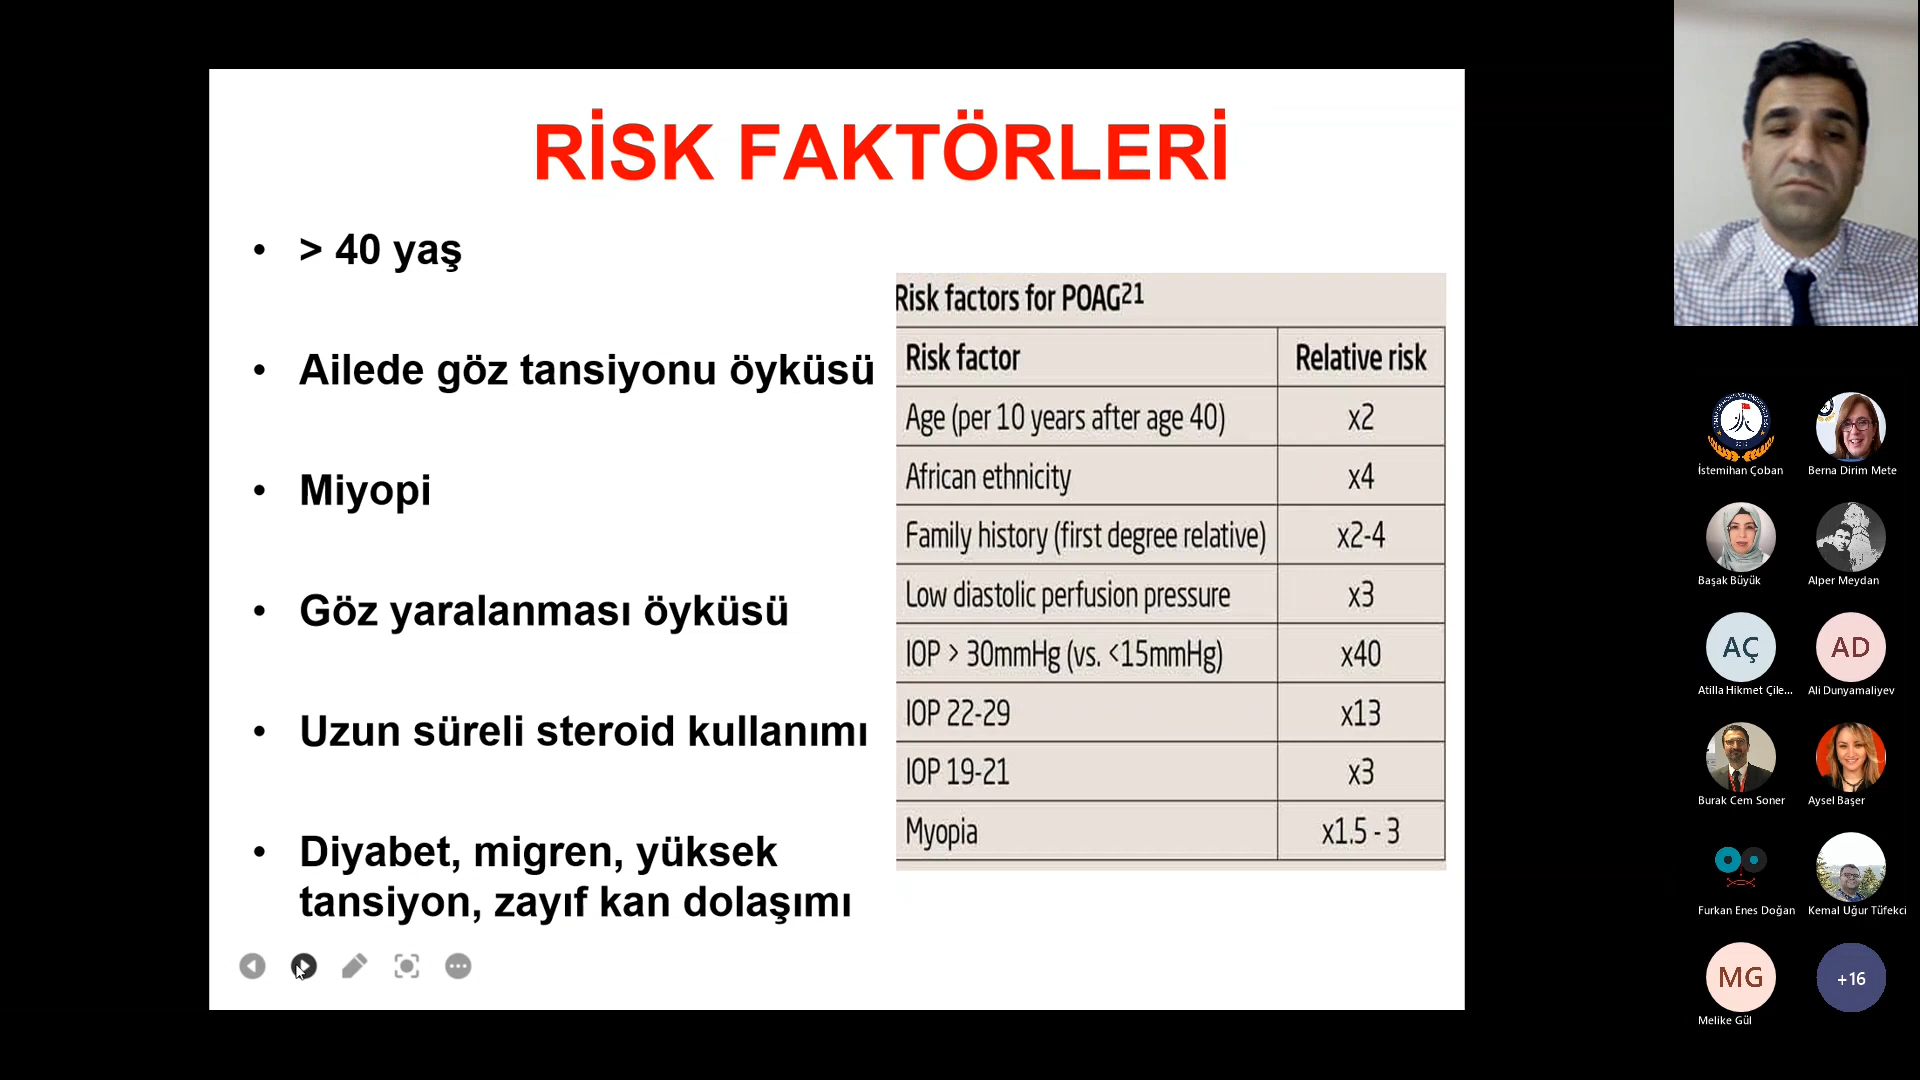 RİSK FAKTÖRLERİ
• > 40 yaş
• Ailede göz tansiyonu öyküsü
• Miyopi
• Göz yaralanması öyküsü
• Uzun süreli steroid kullanımı
• Diyabet, migren, yüksek
tansiyon, zayıf kan dolaşımı
Risk factors for POAG21
Risk factor Relative risk
Age (per 10 years after age 40) x2
African ethnicity x4
Family history (first degree relative) x2-4
Low diastolic perfusion pressure x3
IOP > 30mmHg (vs. <15mmHg) x40
IOP 22-29 x13
IOP 19-21 x3
Myopia x1.5 - 3
İstemihan Çoban
Berna Dirim Mete
Başak Büyük
Alper Meydan
AÇ
Atilla Hikmet Çile...
AD
Ali Dunyamaliyev
Burak Cem Soner
Aysel Başer
Furkan Enes Doğan
Kemal Uğur Tüfekci
MG
Melike Gül
+16